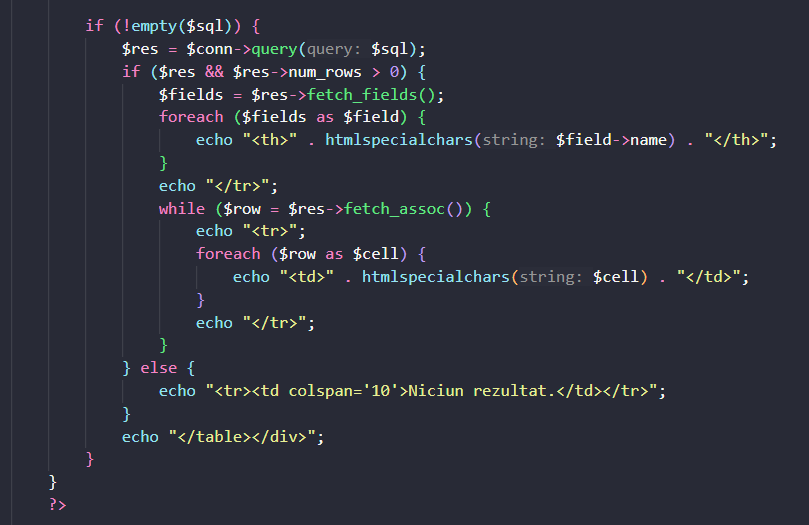 if (!empty($sql)) {
$res = $conn->query(query: $sql);
if ($res && $res->num_rows > 0) {
$fields = $res->fetch_fields();
foreach ($fields as $field) {
echo "<th>" . htmlspecialchars(string: $field->name) . "</th>";
}
echo "</tr>";
while ($row = $res->fetch_assoc()) {
echo "<tr>";
foreach ($row as $cell) {
echo "<td>" . htmlspecialchars(string: $cell) . "</td>";
}
echo "</tr>";
}
} else {
echo "<tr><td colspan='10'>Niciun rezultat.</td></tr>";
}
echo "</table></div>";
}
}
?>